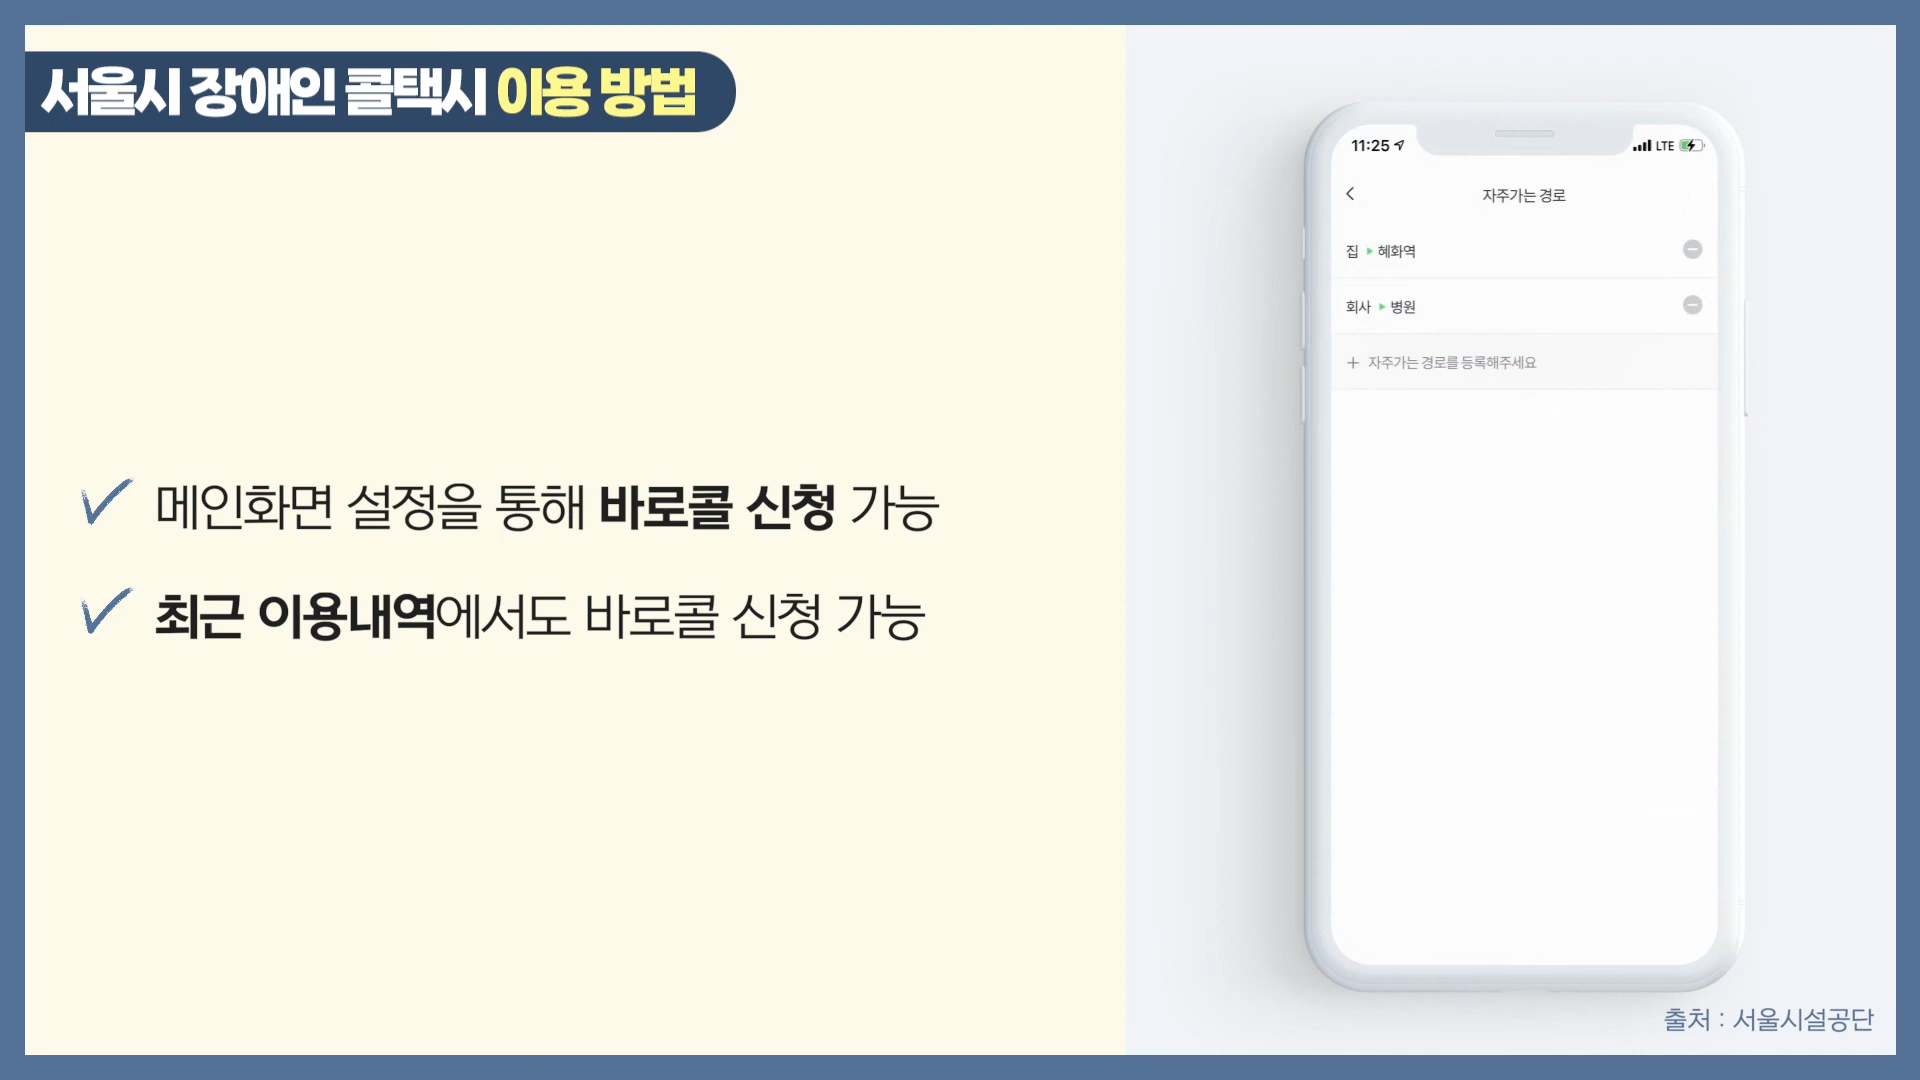 서울시 장애인 콜택시 이용 방법
메인화면 설정을 통해 바로콜 신청 가능
최근 이용내역에서도 바로콜 신청 가능
11:25
LTE
자주가는 경로
집 ▶ 혜화역
회사 ▶ 병원
+ 자주가는 경로를 등록해주세요
출처 : 서울시설공단